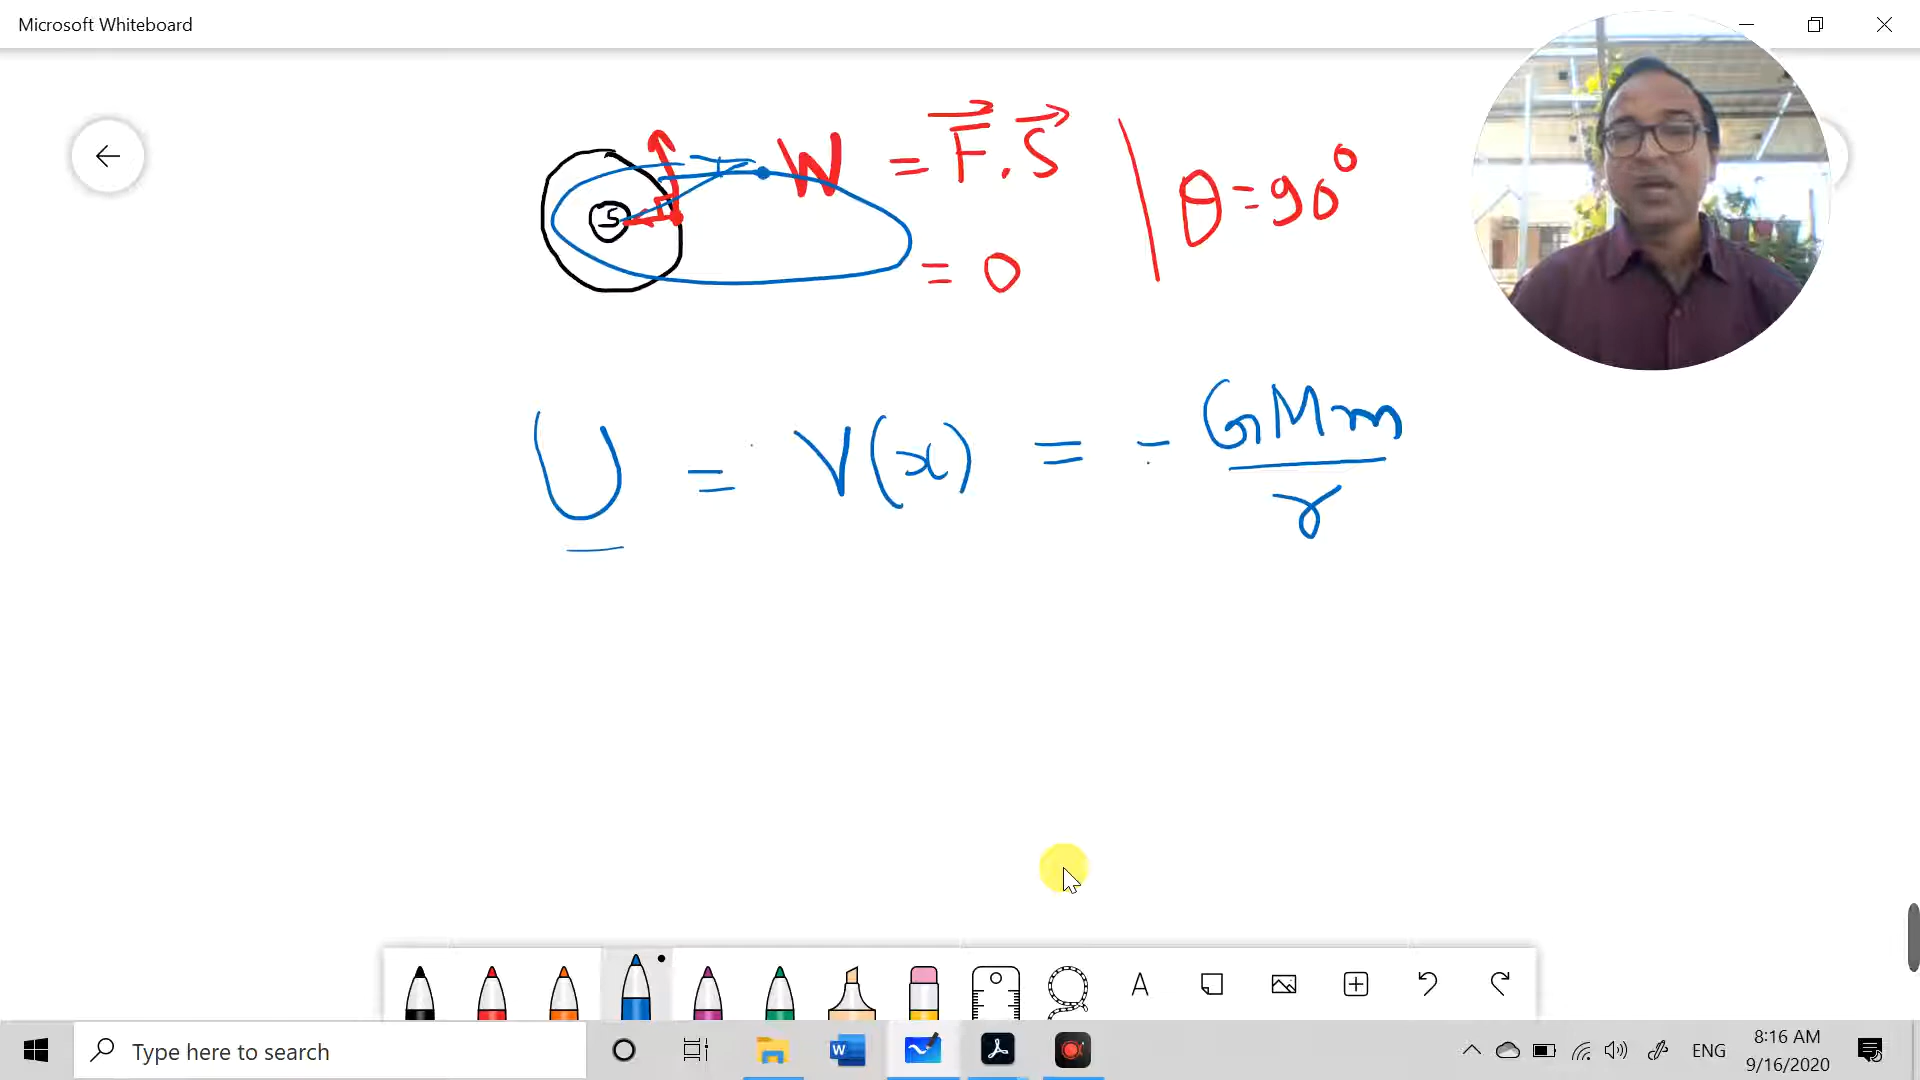 Microsoft Whiteboard
S
W = F⃗ . S⃗
θ = 90°
= 0
U = V(x) = - GMm / r
A
W
Type here to search
ENG
8:16 AM
9/16/2020